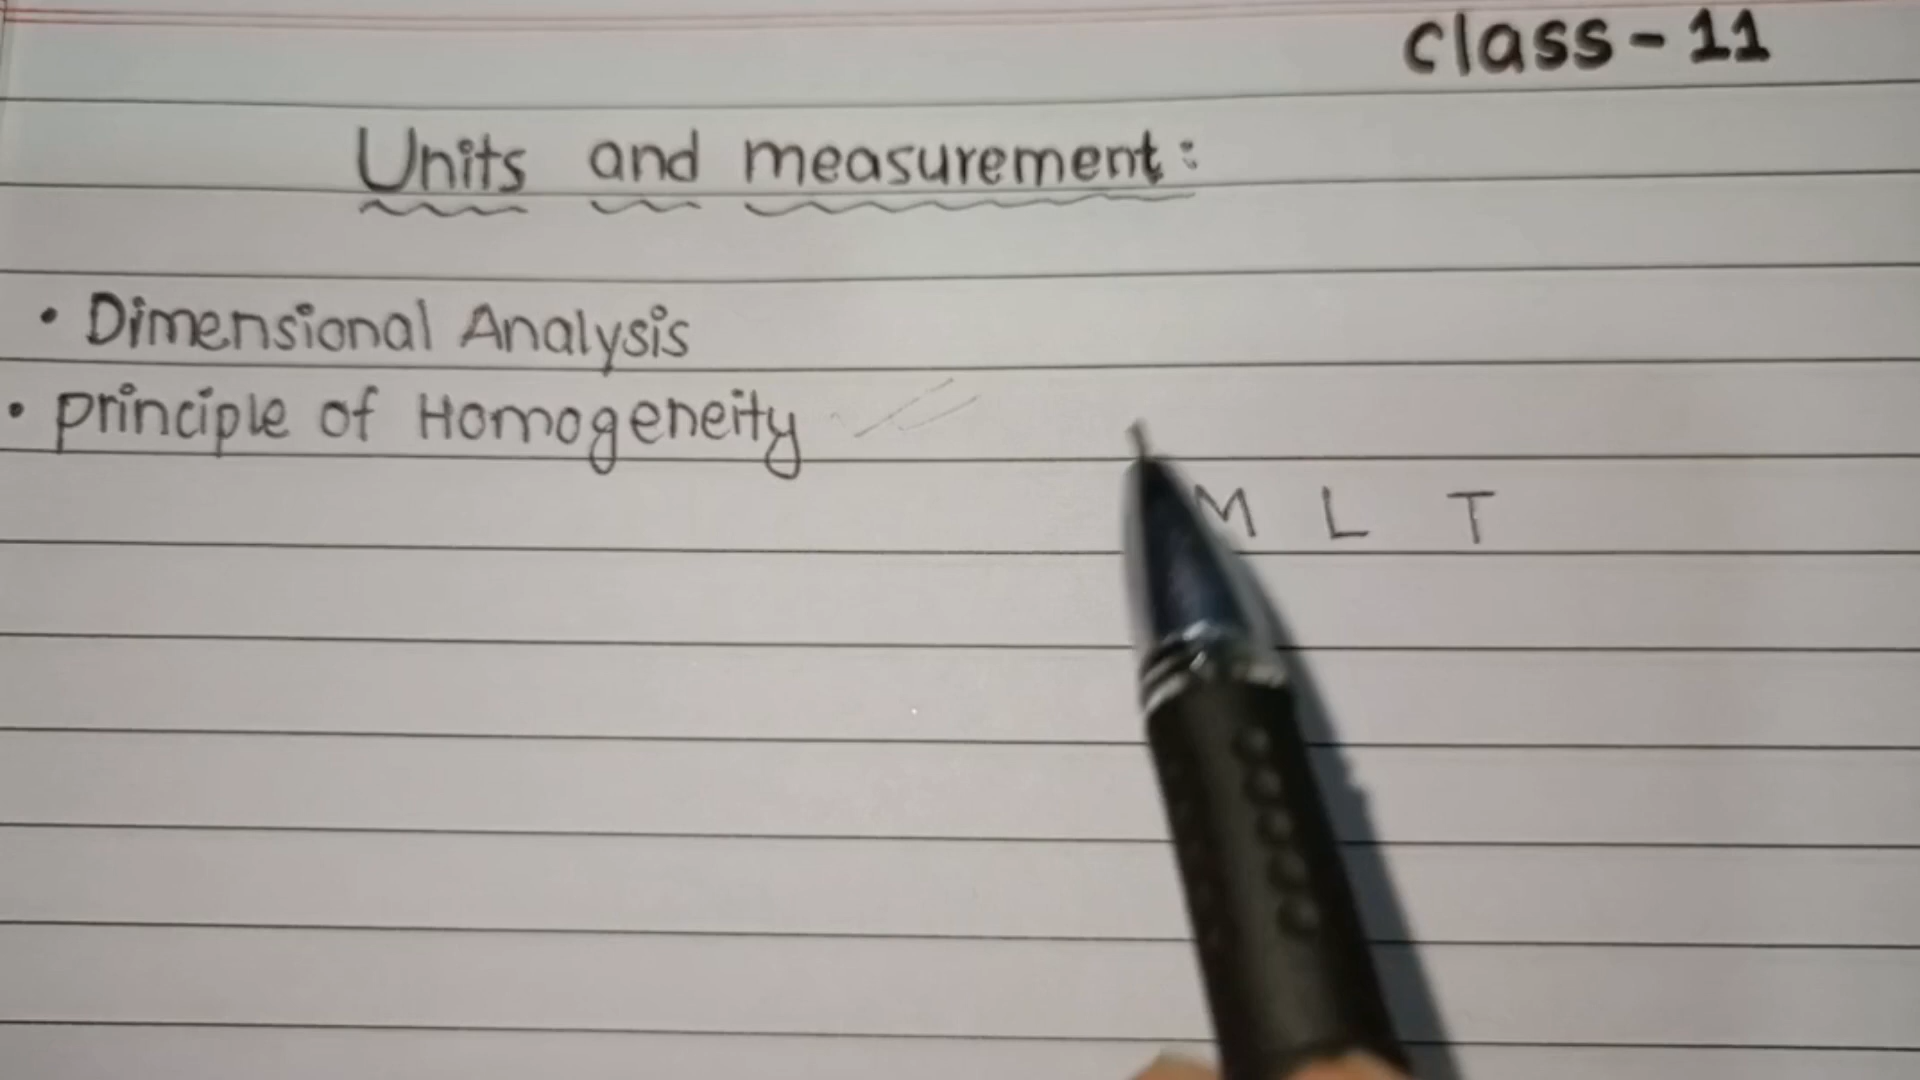 class - 11
Units and measurement:
• Dimensional Analysis
• principle of Homogeneity
M L T